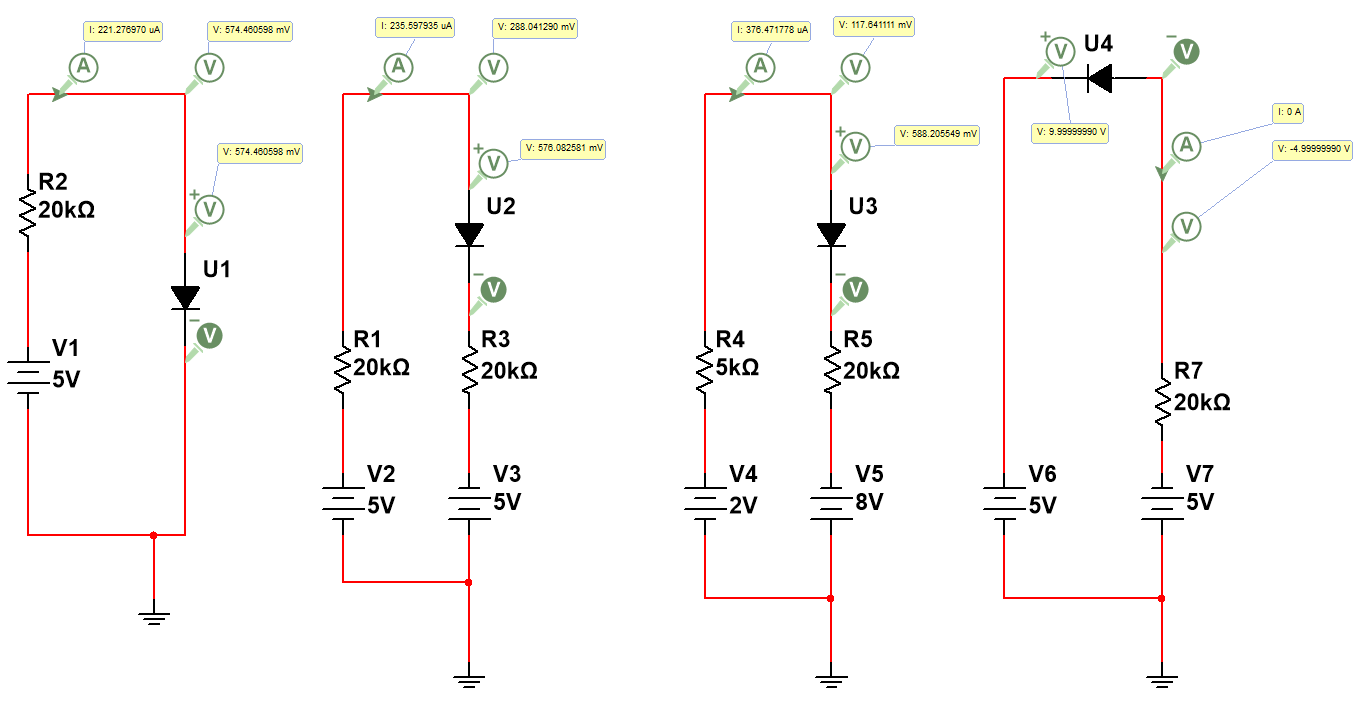 I: 221.276970 uA
V: 574.460598 mV
A
V
V: 574.460598 mV
+
V
U1
−
V
R2
20kΩ
V1
5V
I: 235.597935 uA
V: 288.041290 mV
A
V
V: 576.082581 mV
+
V
U2
−
V
R1
20kΩ
R3
20kΩ
V2
5V
V3
5V
I: 376.471778 uA
V: 117.641111 mV
A
V
V: 588.205549 mV
+
V
U3
−
V
R4
5kΩ
R5
20kΩ
V4
2V
V5
8V
+
V
U4
−
V
V: 9.99999990 V
I: 0 A
A
V: -4.99999990 V
V
R7
20kΩ
V6
5V
V7
5V